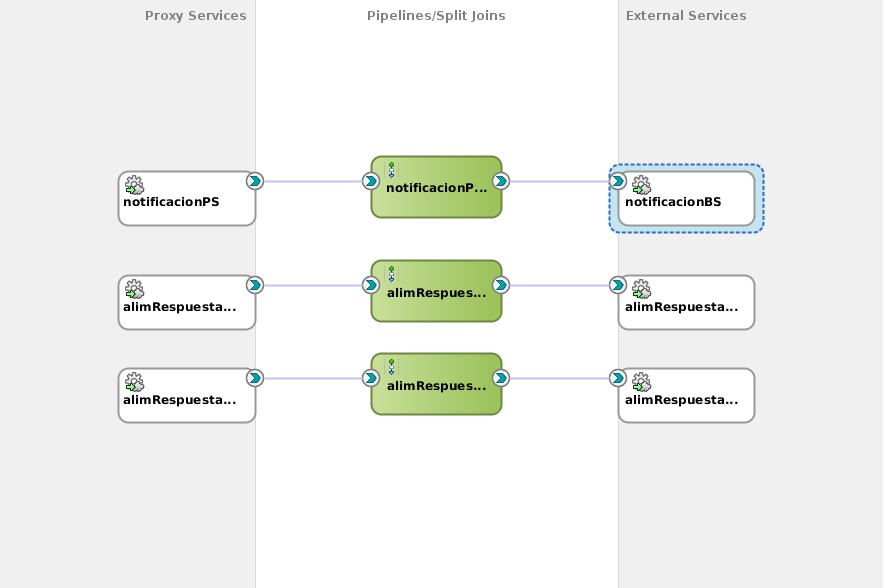 Proxy Services
Pipelines/Split Joins
External Services
notificacionPS
notificacionP...
notificacionBS
alimRespuesta...
alimRespues...
alimRespuesta...
alimRespuesta...
alimRespues...
alimRespuesta...